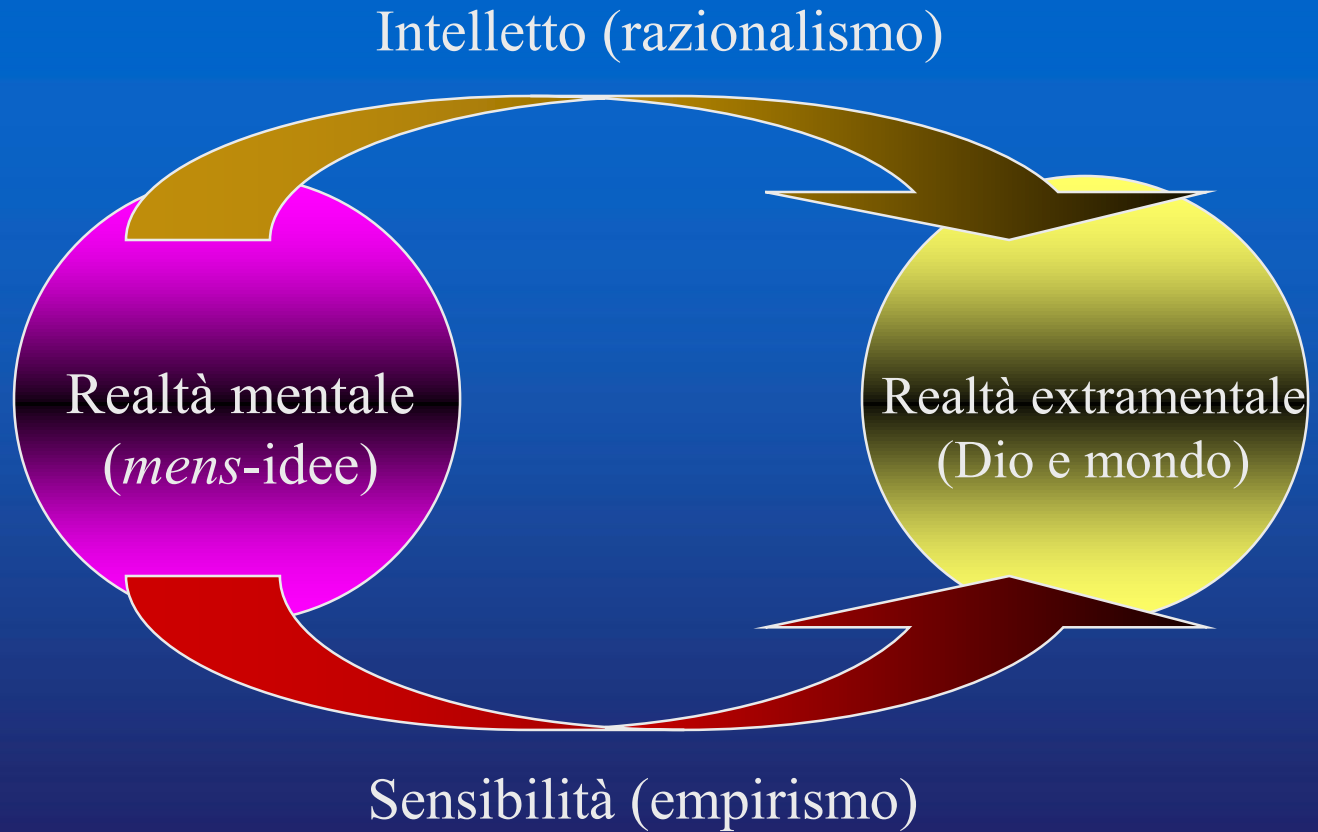 Intelletto (razionalismo)
Realtà mentale
(mens-idee)
Realtà extramentale
(Dio e mondo)
Sensibilità (empirismo)